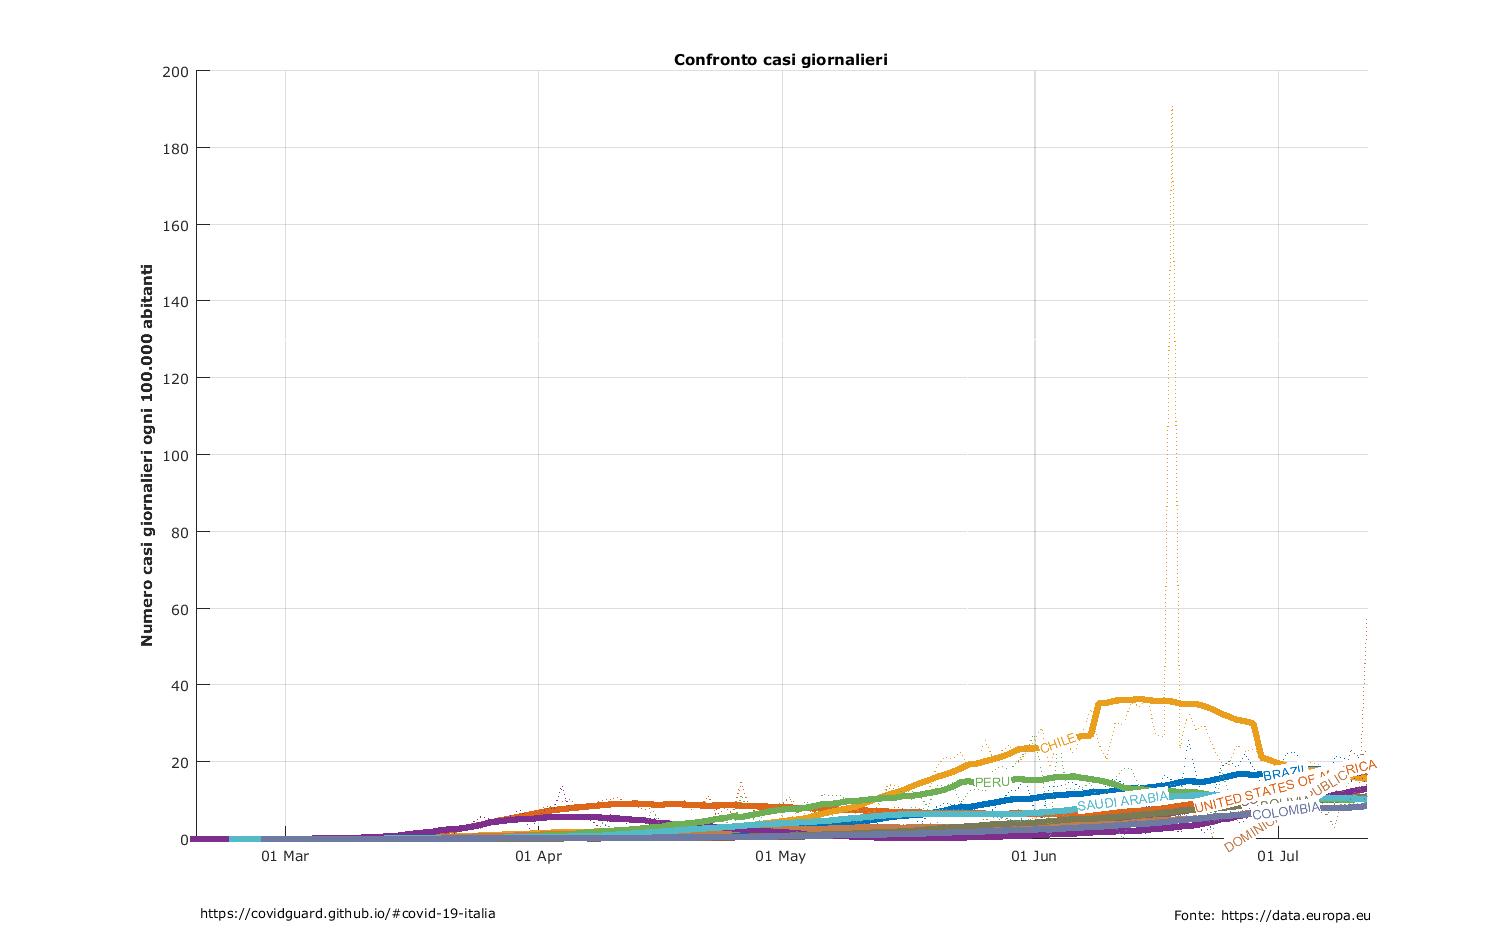 Confronto casi giornalieri
Numero casi giornalieri ogni 100.000 abitanti
200
180
160
140
120
100
80
60
40
20
0
CHILE
PERU
BRAZIL
SAUDI ARABIA
UNITED STATES OF
COLOMBIA
01 Mar
01 Apr
01 May
01 Jun
01 Jul
https://covidguard.github.io/#covid-19-italia
Fonte: https://data.europa.eu